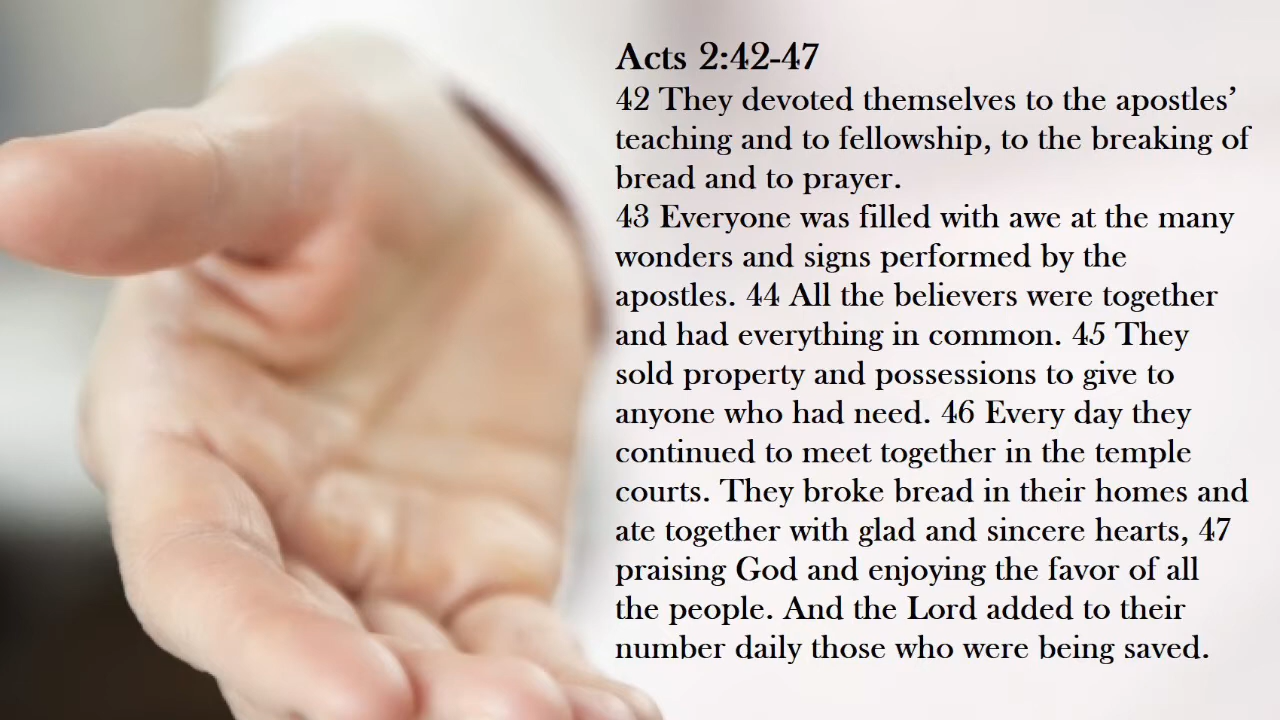 Acts 2:42-47
42 They devoted themselves to the apostles’
teaching and to fellowship, to the breaking of
bread and to prayer.
43 Everyone was filled with awe at the many
wonders and signs performed by the
apostles. 44 All the believers were together
and had everything in common. 45 They
sold property and possessions to give to
anyone who had need. 46 Every day they
continued to meet together in the temple
courts. They broke bread in their homes and
ate together with glad and sincere hearts, 47
praising God and enjoying the favor of all
the people. And the Lord added to their
number daily those who were being saved.